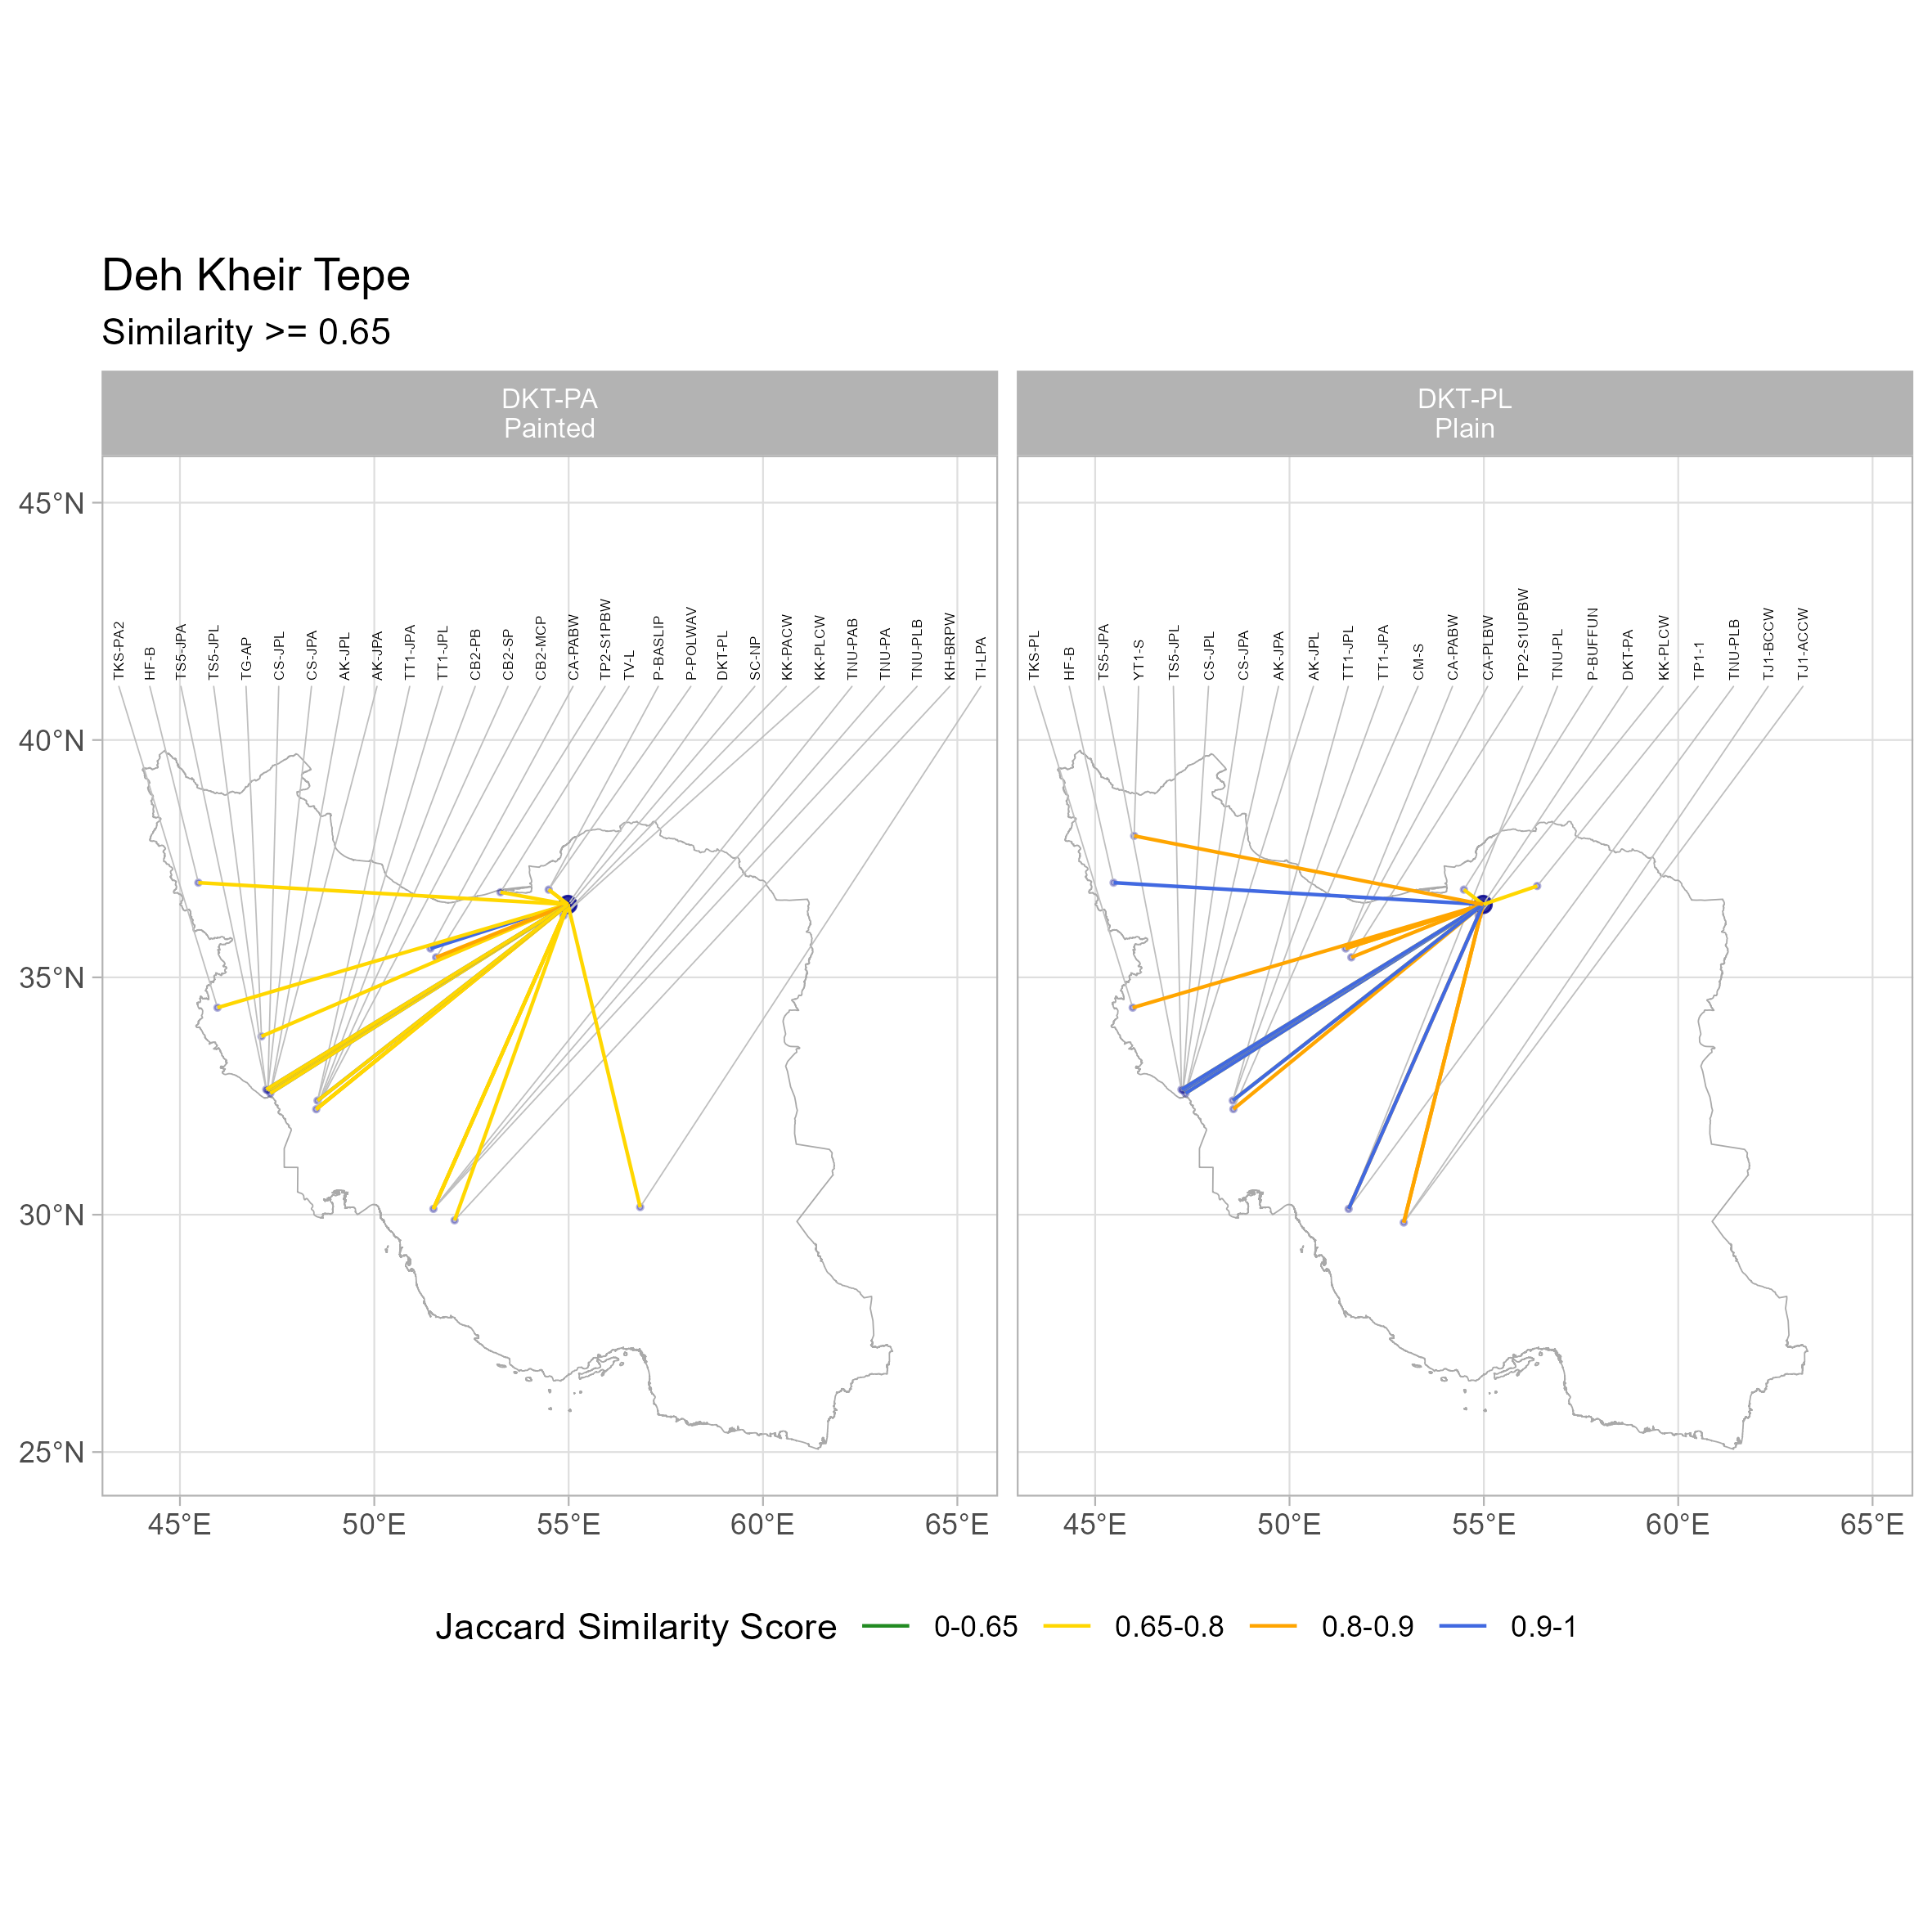 Deh Kheir Tepe
Similarity >= 0.65
DKT-PA
Painted
DKT-PL
Plain
TKS-PA2
HF-B
TS5-JPA
TS5-JPL
TG-AP
CS-JPL
CS-JPA
AK-JPL
AK-JPA
TT1-JPA
TT1-JPL
CB2-PB
CB2-SP
CB2-MCP
CA-PABW
TP2-S1PBW
TV-L
P-BASLIP
P-POLWAV
DKT-PL
SC-NP
KK-PACW
KK-PLCW
TNU-PAB
TNU-PA
TNU-PLB
KH-BRPW
TI-LPA
TKS-PL
HF-B
TS5-JPA
YT1-S
TS5-JPL
CS-JPL
CS-JPA
AK-JPA
AK-JPL
TT1-JPL
TT1-JPA
CM-S
CA-PABW
CA-PLBW
TP2-S1UPBW
TNU-PL
P-BUFFUN
DKT-PA
KK-PLCW
TP1-1
TNU-PLB
TJ1-BCCW
TJ1-ACCW
45°N
40°N
35°N
30°N
25°N
45°E 50°E 55°E 60°E 65°E
45°E 50°E 55°E 60°E 65°E
Jaccard Similarity Score 0-0.65 0.65-0.8 0.8-0.9 0.9-1